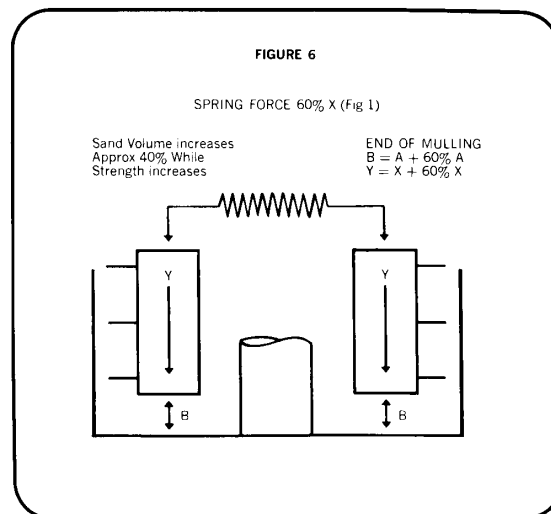 FIGURE 6
SPRING FORCE 60% X (Fig 1)
Sand Volume increases
Approx 40% While
Strength increases
END OF MULLING
B = A + 60% A
Y = X + 60% X
Y
Y
B
B